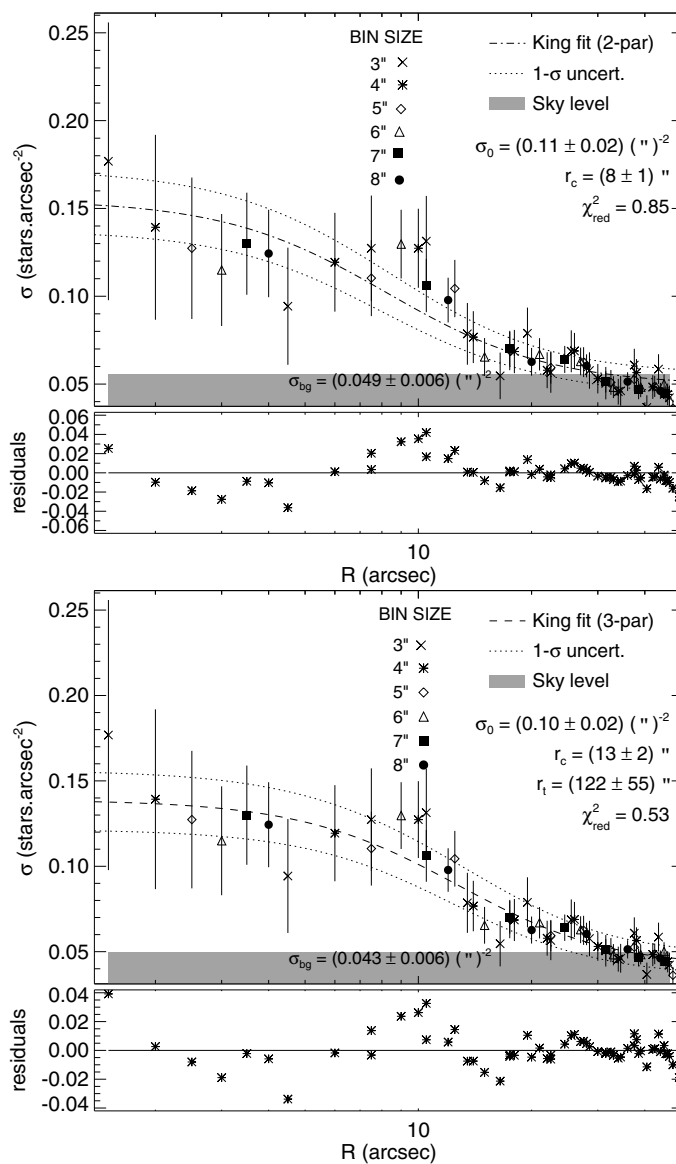 0.25
0.20
0.15
0.10
0.05
σ (stars.arcsec⁻²)
BIN SIZE
3"
4"
5"
6"
7"
8"
King fit (2-par)
1-σ uncert.
Sky level
σ₀ = (0.11 ± 0.02) (")⁻²
r_c = (8 ± 1) "
χ²_red = 0.85
σ_bg = (0.049 ± 0.006) (")⁻²
0.06
0.04
0.02
0.00
-0.02
-0.04
-0.06
residuals
10
R (arcsec)
0.25
0.20
0.15
0.10
0.05
σ (stars.arcsec⁻²)
BIN SIZE
3"
4"
5"
6"
7"
8"
King fit (3-par)
1-σ uncert.
Sky level
σ₀ = (0.10 ± 0.02) (")⁻²
r_c = (13 ± 2) "
r_t = (122 ± 55) "
χ²_red = 0.53
σ_bg = (0.043 ± 0.006) (")⁻²
0.04
0.02
0.00
-0.02
-0.04
residuals
10
R (arcsec)